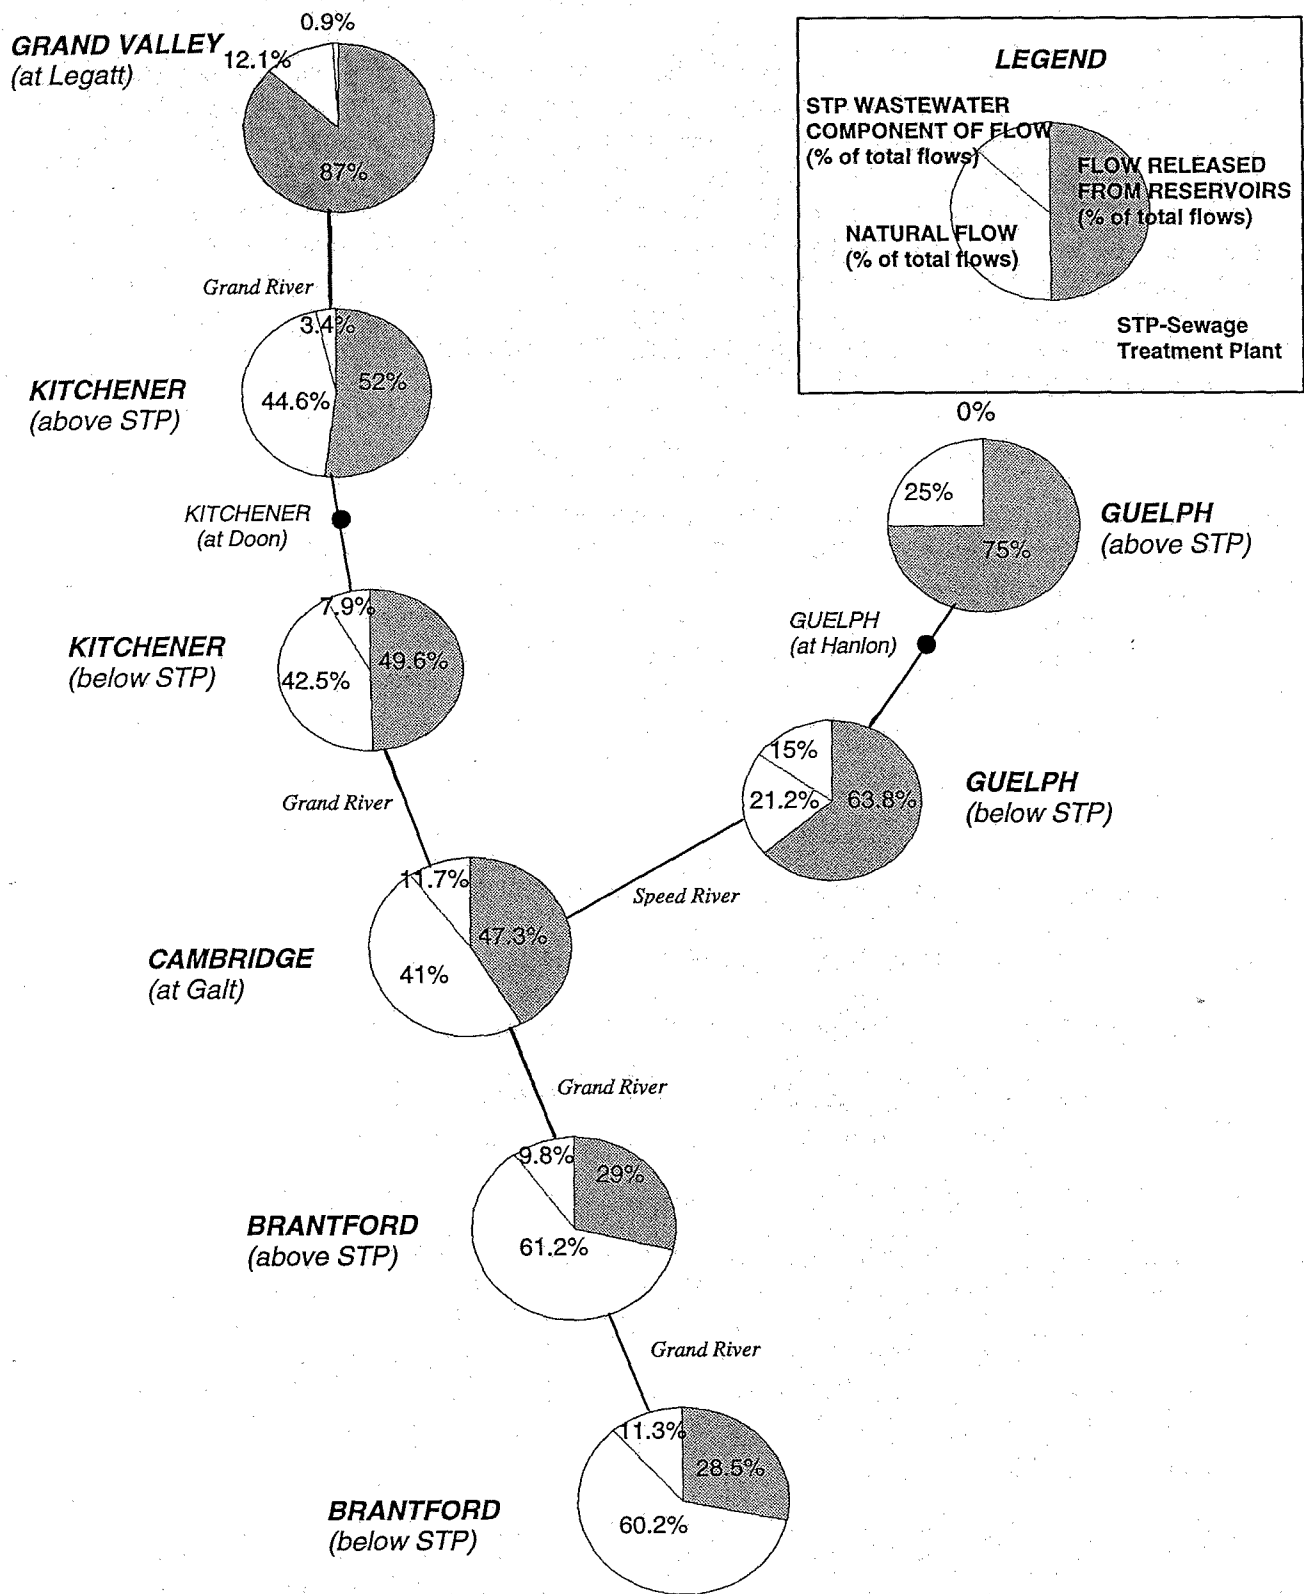 GRAND VALLEY
(at Legatt)
0.9%
12.1%
87%
LEGEND
STP WASTEWATER
COMPONENT OF FLOW
(% of total flows)
FLOW RELEASED
FROM RESERVOIRS
(% of total flows)
NATURAL FLOW
(% of total flows)
STP-Sewage
Treatment Plant
Grand River
KITCHENER
(above STP)
3.4%
52%
44.6%
KITCHENER
(at Doon)
0%
25%
75%
GUELPH
(above STP)
GUELPH
(at Hanlon)
KITCHENER
(below STP)
7.9%
49.6%
42.5%
15%
21.2%
63.8%
GUELPH
(below STP)
Grand River
Speed River
CAMBRIDGE
(at Galt)
11.7%
47.3%
41%
Grand River
BRANTFORD
(above STP)
9.8%
29%
61.2%
Grand River
BRANTFORD
(below STP)
11.3%
28.5%
60.2%